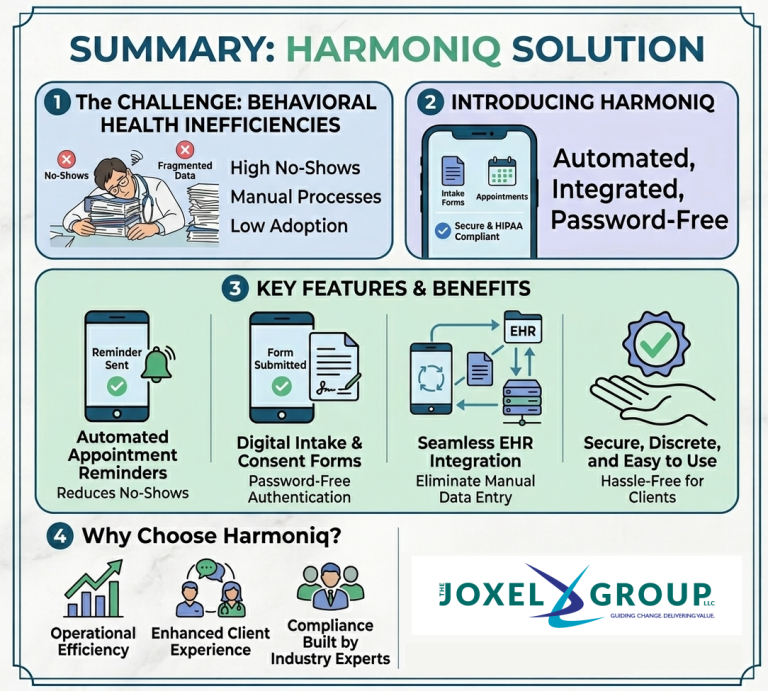 SUMMARY: HARMONIQ SOLUTION
1 The CHALLENGE: BEHAVIORAL
HEALTH INEFFICIENCIES
No-Shows
Fragmented
Data
High No-Shows
Manual Processes
Low Adoption
2 INTRODUCING HARMONIQ
Intake
Forms
Appointments
Secure & HIPAA
Compliant
Automated,
Integrated,
Password-Free
3 KEY FEATURES & BENEFITS
Reminder
Sent
Automated
Appointment
Reminders
Reduces No-Shows
Form
Submitted
Digital Intake &
Consent Forms
Password-Free
Authentication
EHR
Seamless EHR
Integration
Eliminate Manual
Data Entry
Secure, Discrete,
and Easy to Use
Hassle-Free for
Clients
4 Why Choose Harmoniq?
Operational
Efficiency
Enhanced Client
Experience
Compliance
Built by
Industry Experts
THE JOXEL GROUP LLC
GUIDING CHANGE. DELIVERING VALUE.